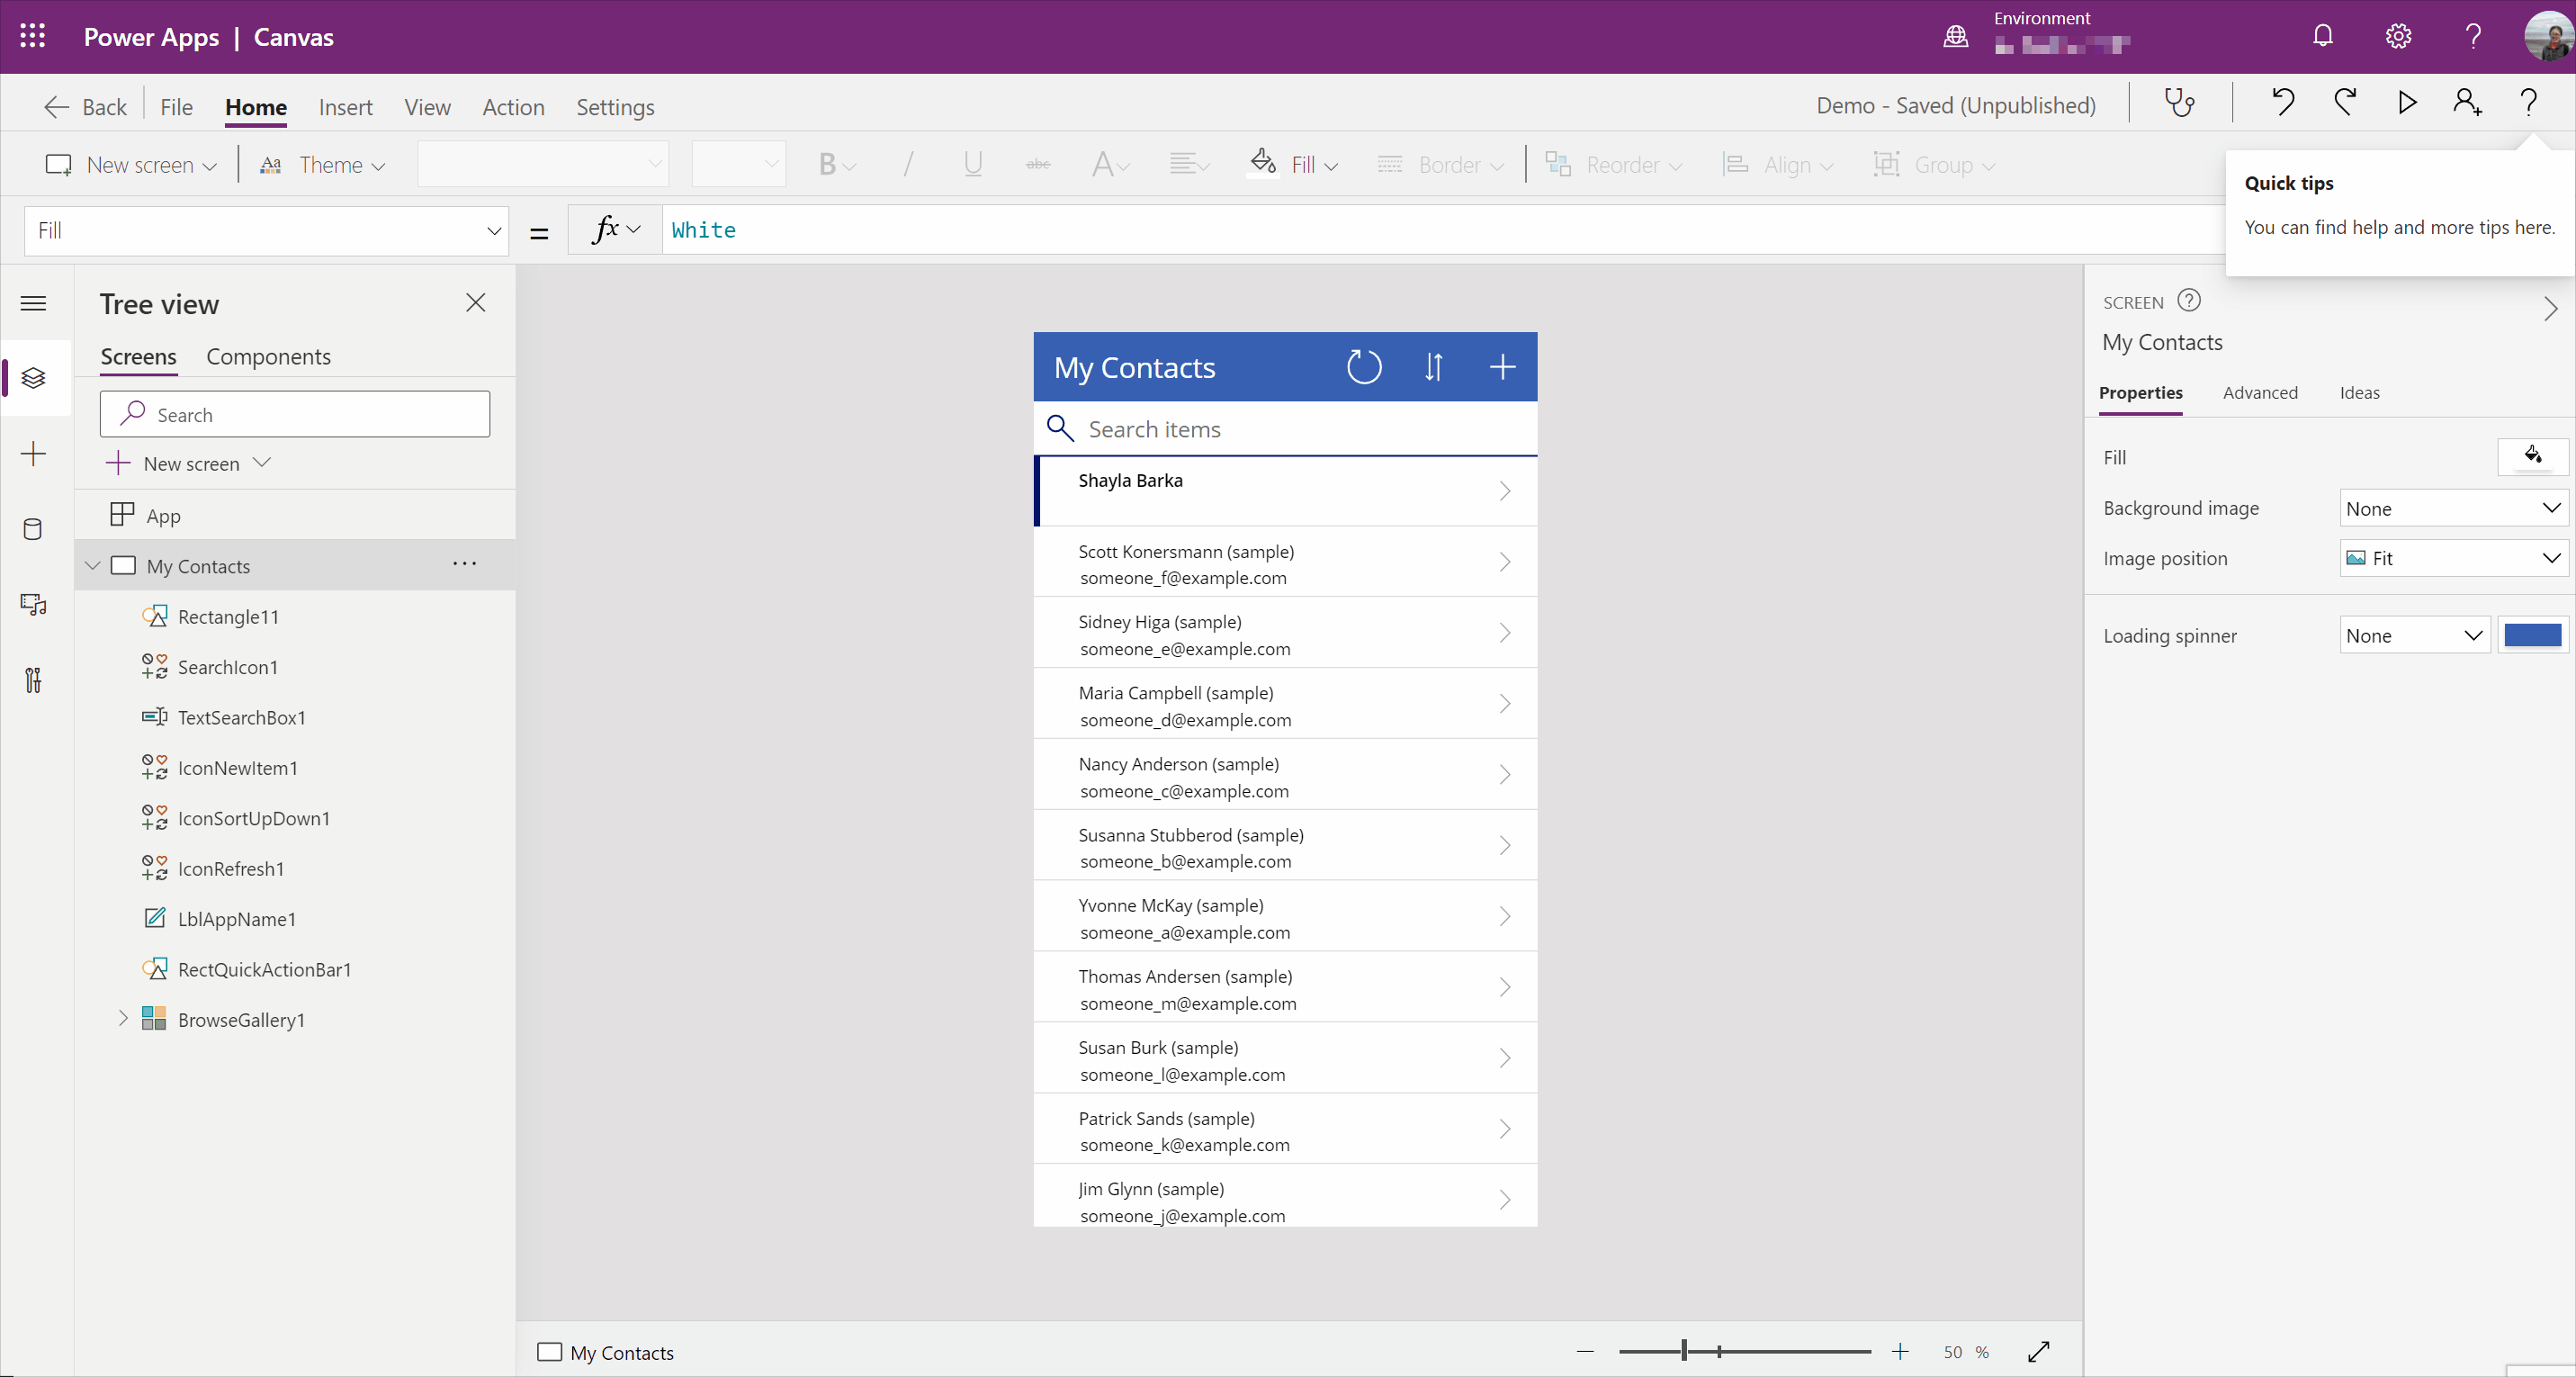 Power Apps | Canvas
Environment
Back File Home Insert View Action Settings
Demo - Saved (Unpublished)
New screen Theme B / U abc A Fill Border Reorder Align Group
Quick tips
You can find help and more tips here.
Fill = fx White
Tree view
Screens Components
Search
New screen
App
My Contacts
Rectangle11
SearchIcon1
TextSearchBox1
IconNewItem1
IconSortUpDown1
IconRefresh1
LblAppName1
RectQuickActionBar1
BrowseGallery1
My Contacts
Search items
Shayla Barka
Scott Konersmann (sample)
someone_f@example.com
Sidney Higa (sample)
someone_e@example.com
Maria Campbell (sample)
someone_d@example.com
Nancy Anderson (sample)
someone_c@example.com
Susanna Stubberod (sample)
someone_b@example.com
Yvonne McKay (sample)
someone_a@example.com
Thomas Andersen (sample)
someone_m@example.com
Susan Burk (sample)
someone_l@example.com
Patrick Sands (sample)
someone_k@example.com
Jim Glynn (sample)
someone_j@example.com
My Contacts
50 %
SCREEN
My Contacts
Properties Advanced Ideas
Fill
Background image None
Image position Fit
Loading spinner None